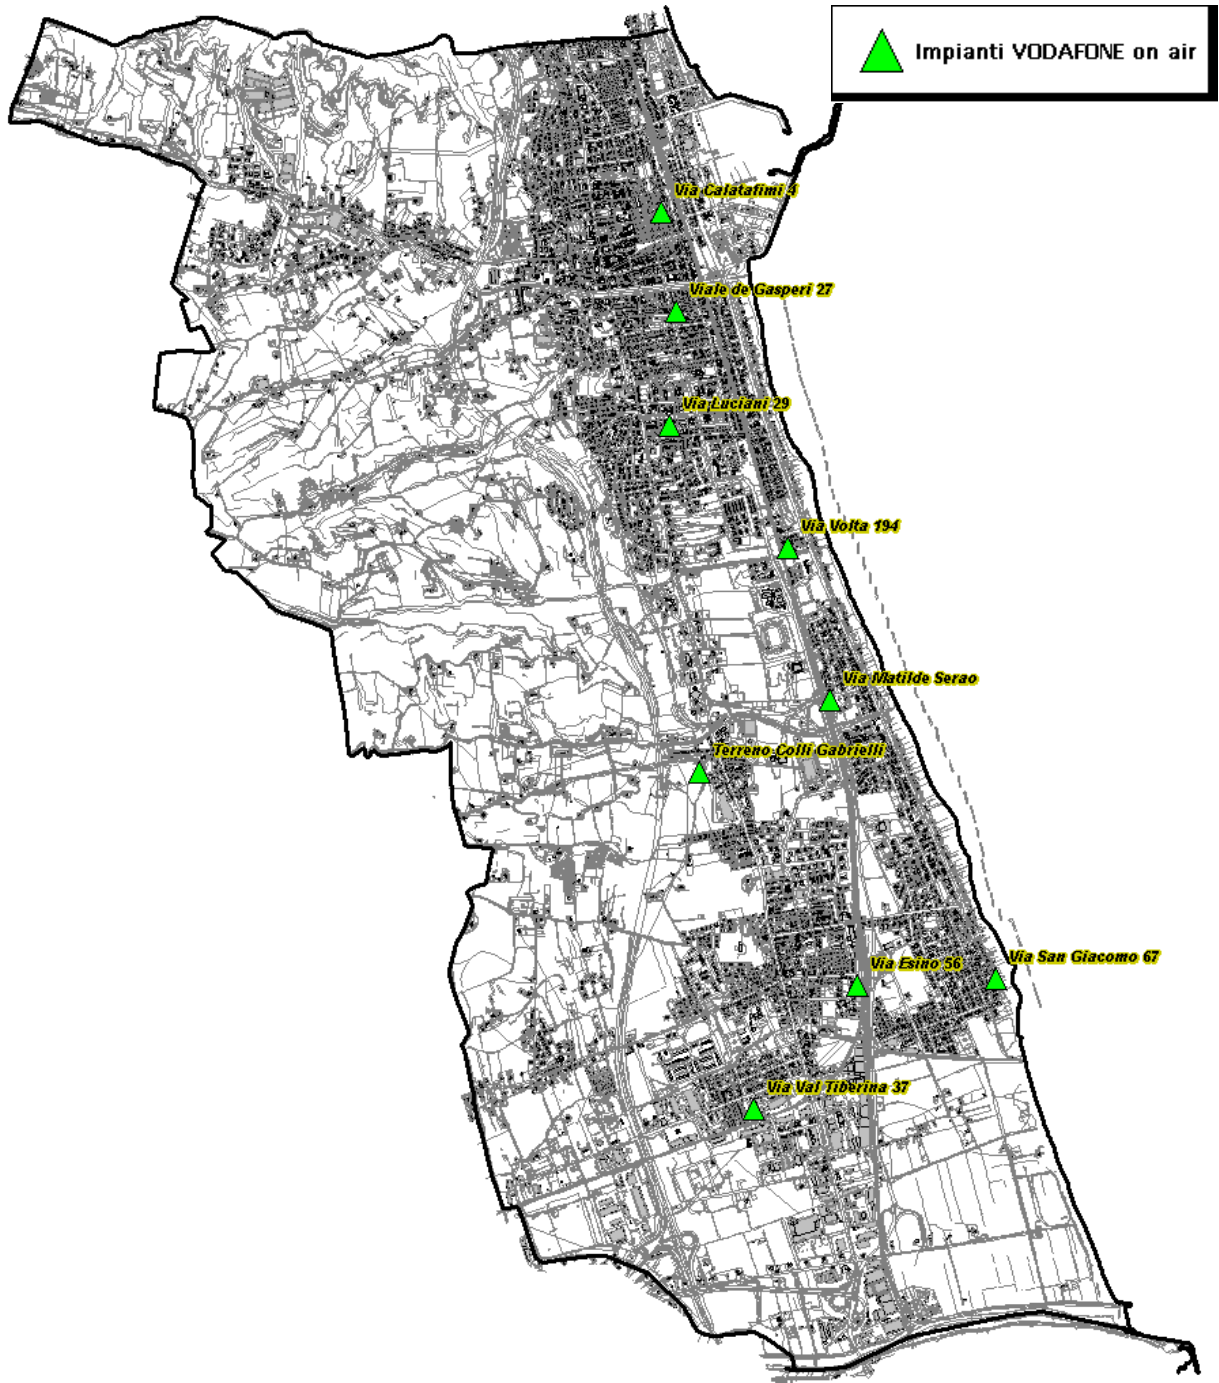 Impianti VODAFONE on air
Via Calatafimi 4
Viale de Gasperi 27
Via Luciani 29
Via Volta 194
Via Matilde Serao
Terreno Colli Gabrielli
Via Esino 56
Via San Giacomo 67
Via Val Tiberina 37